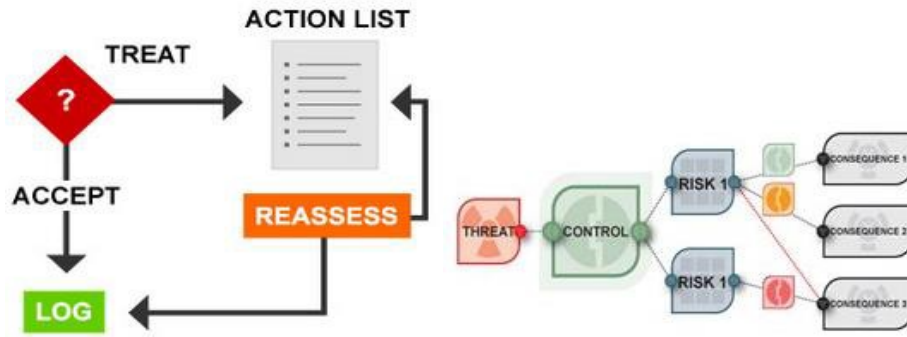 ACTION LIST
TREAT
?
ACCEPT
REASSESS
LOG
THREAT
CONTROL
RISK 1
RISK 1
CONSEQUENCE 1
CONSEQUENCE 2
CONSEQUENCE 3